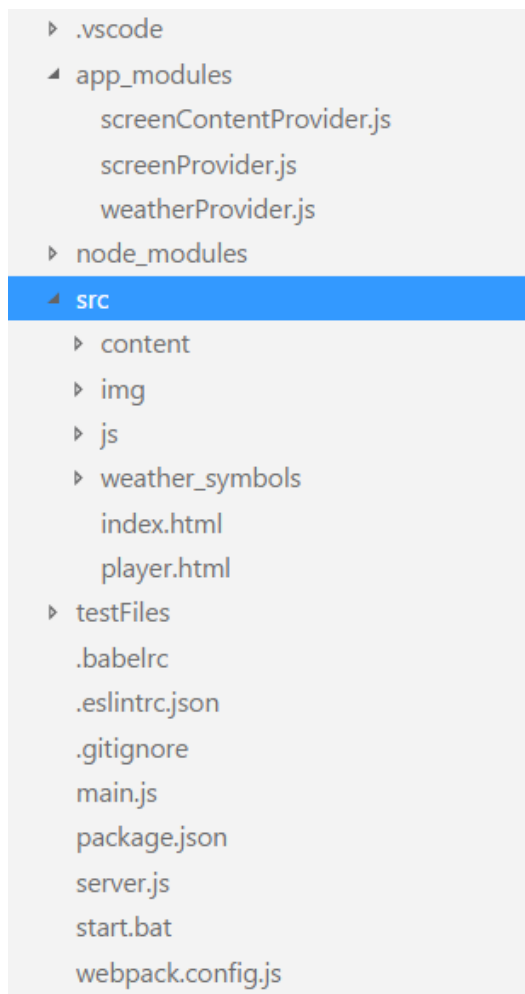 .vscode
app_modules
screenContentProvider.js
screenProvider.js
weatherProvider.js
node_modules
src
content
img
js
weather_symbols
index.html
player.html
testFiles
.babelrc
.eslintrc.json
.gitignore
main.js
package.json
server.js
start.bat
webpack.config.js